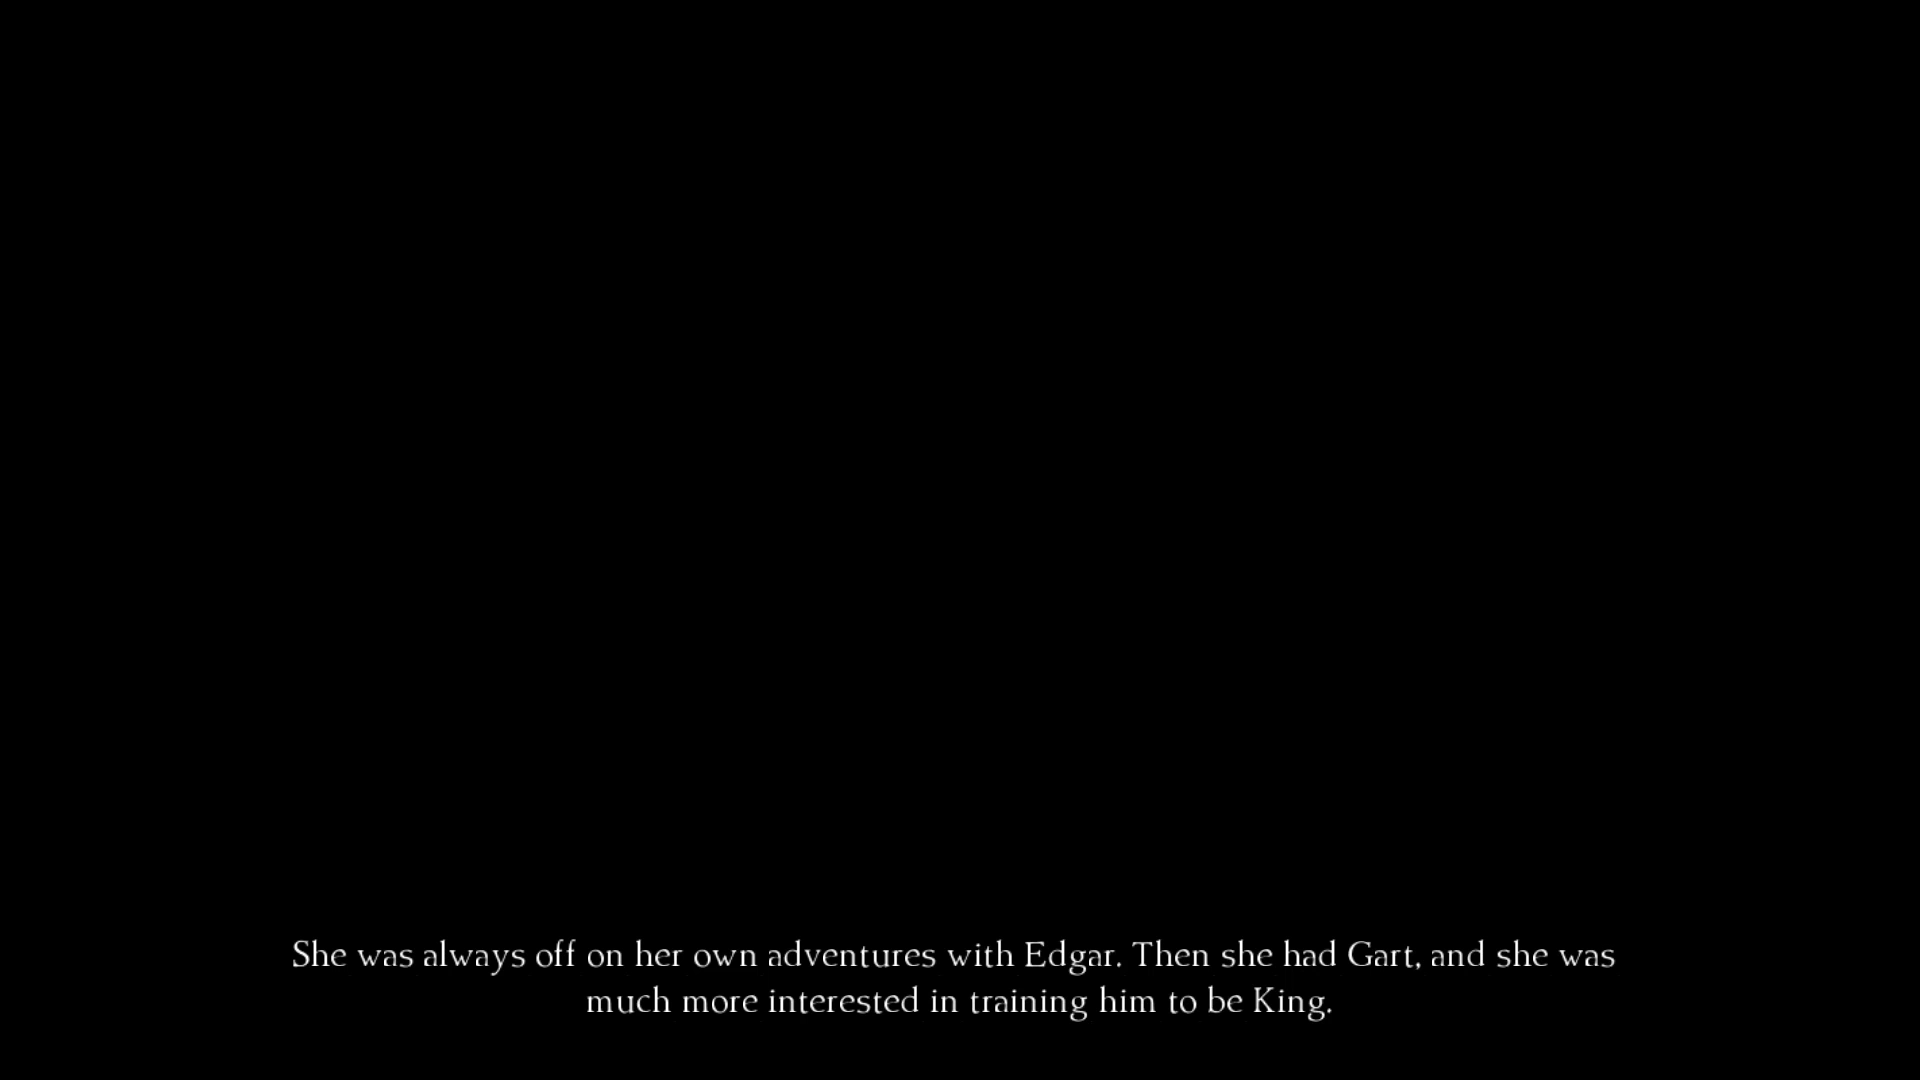 She was always off on her own adventures with Edgar. Then she had Gart, and she was
much more interested in training him to be King.